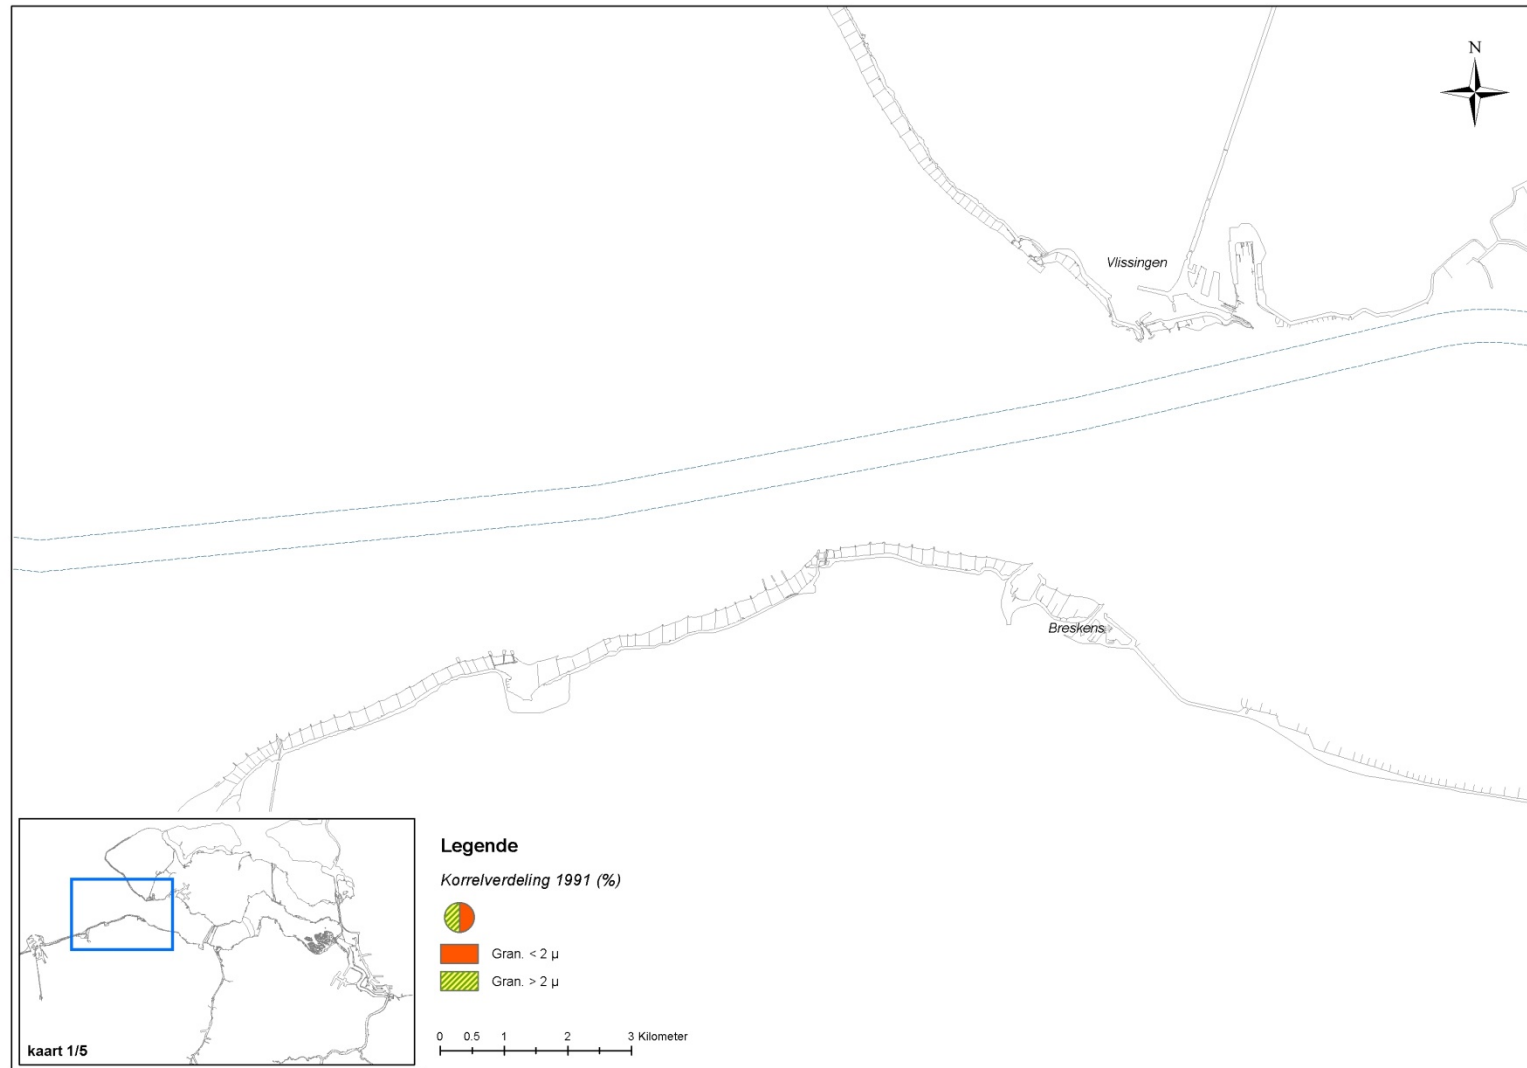 N
Vlissingen
Breskens
Legende
Korrelverdeling 1991 (%)
Gran. < 2 µ
Gran. > 2 µ
0 0.5 1 2 3 Kilometer
kaart 1/5